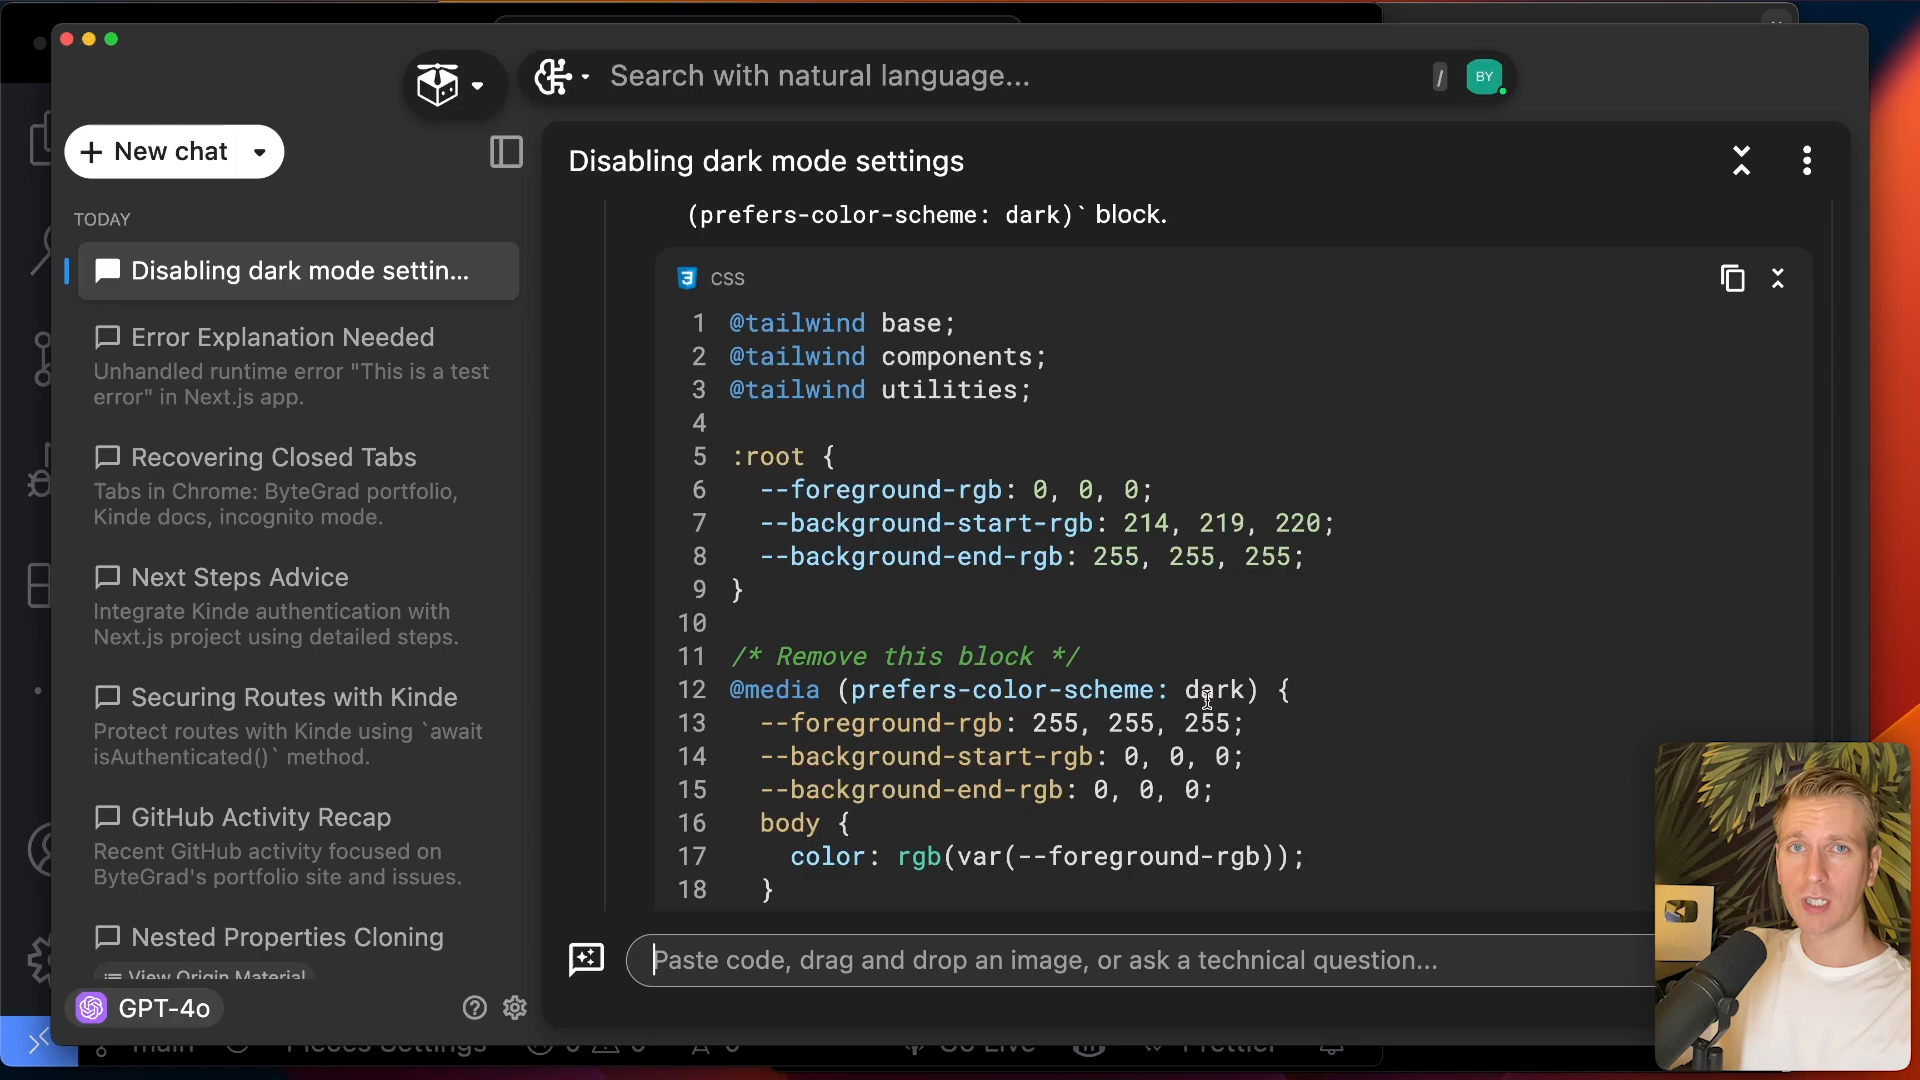 Search with natural language...
/
BY
+ New chat
Disabling dark mode settings
TODAY
Disabling dark mode settin...
Error Explanation Needed
Unhandled runtime error "This is a test
error" in Next.js app.
Recovering Closed Tabs
Tabs in Chrome: ByteGrad portfolio,
Kinde docs, incognito mode.
Next Steps Advice
Integrate Kinde authentication with
Next.js project using detailed steps.
Securing Routes with Kinde
Protect routes with Kinde using `await
isAuthenticated()` method.
GitHub Activity Recap
Recent GitHub activity focused on
ByteGrad's portfolio site and issues.
Nested Properties Cloning
View Origin Material
GPT-4o
(prefers-color-scheme: dark)` block.
CSS
1 @tailwind base;
2 @tailwind components;
3 @tailwind utilities;
4
5 :root {
6 --foreground-rgb: 0, 0, 0;
7 --background-start-rgb: 214, 219, 220;
8 --background-end-rgb: 255, 255, 255;
9 }
10
11 /* Remove this block */
12 @media (prefers-color-scheme: dark) {
13 --foreground-rgb: 255, 255, 255;
14 --background-start-rgb: 0, 0, 0;
15 --background-end-rgb: 0, 0, 0;
16 body {
17 color: rgb(var(--foreground-rgb));
18 }
Paste code, drag and drop an image, or ask a technical question...
main Pieces Settings Go Live Prettier